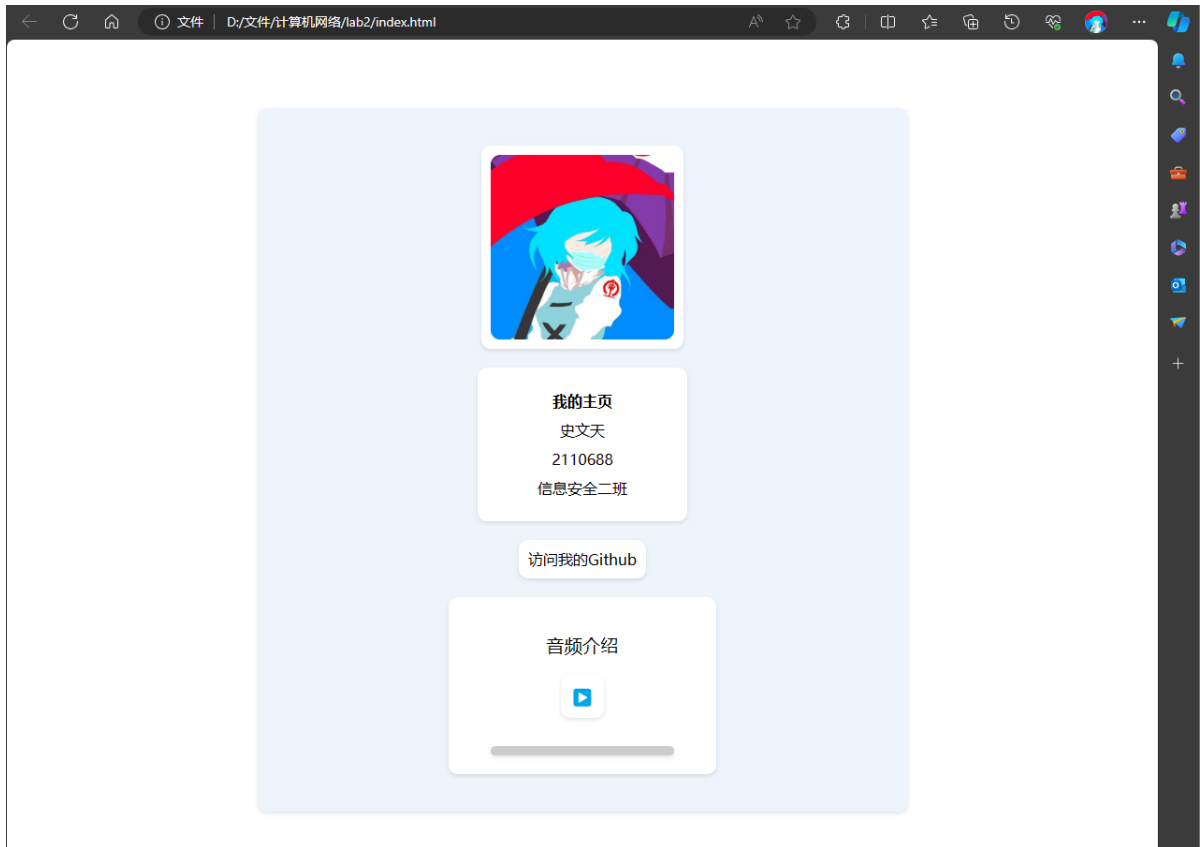 文件 D:/文件/计算机网络/lab2/index.html
我的主页
史文天
2110688
信息安全二班
访问我的Github
音频介绍